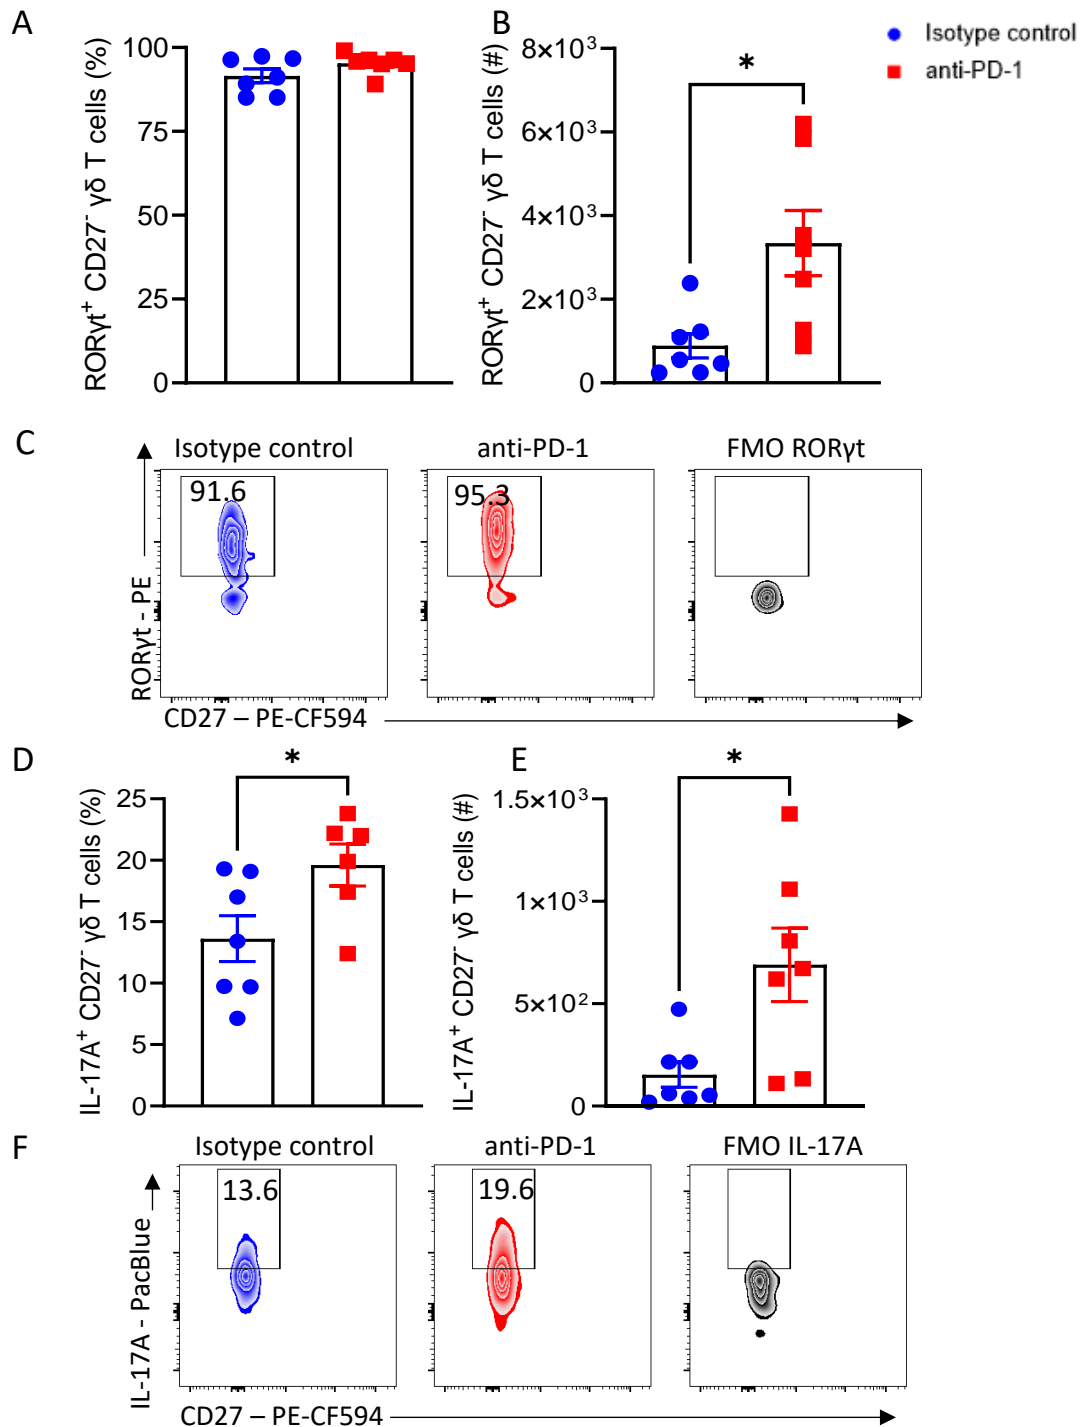 A
B
Isotype control
anti-PD-1
RORγt⁺ CD27⁻ γδ T cells (%)
100
75
50
25
0
RORγt⁺ CD27⁻ γδ T cells (#)
8×10³
6×10³
4×10³
2×10³
0
*
C
Isotype control
anti-PD-1
FMO RORγt
91.6
95.3
RORγt - PE
CD27 – PE-CF594
D
E
IL-17A⁺ CD27⁻ γδ T cells (%)
25
20
15
10
5
0
*
IL-17A⁺ CD27⁻ γδ T cells (#)
1.5×10³
1×10³
5×10²
0
*
F
Isotype control
anti-PD-1
FMO IL-17A
13.6
19.6
IL-17A - PacBlue
CD27 – PE-CF594